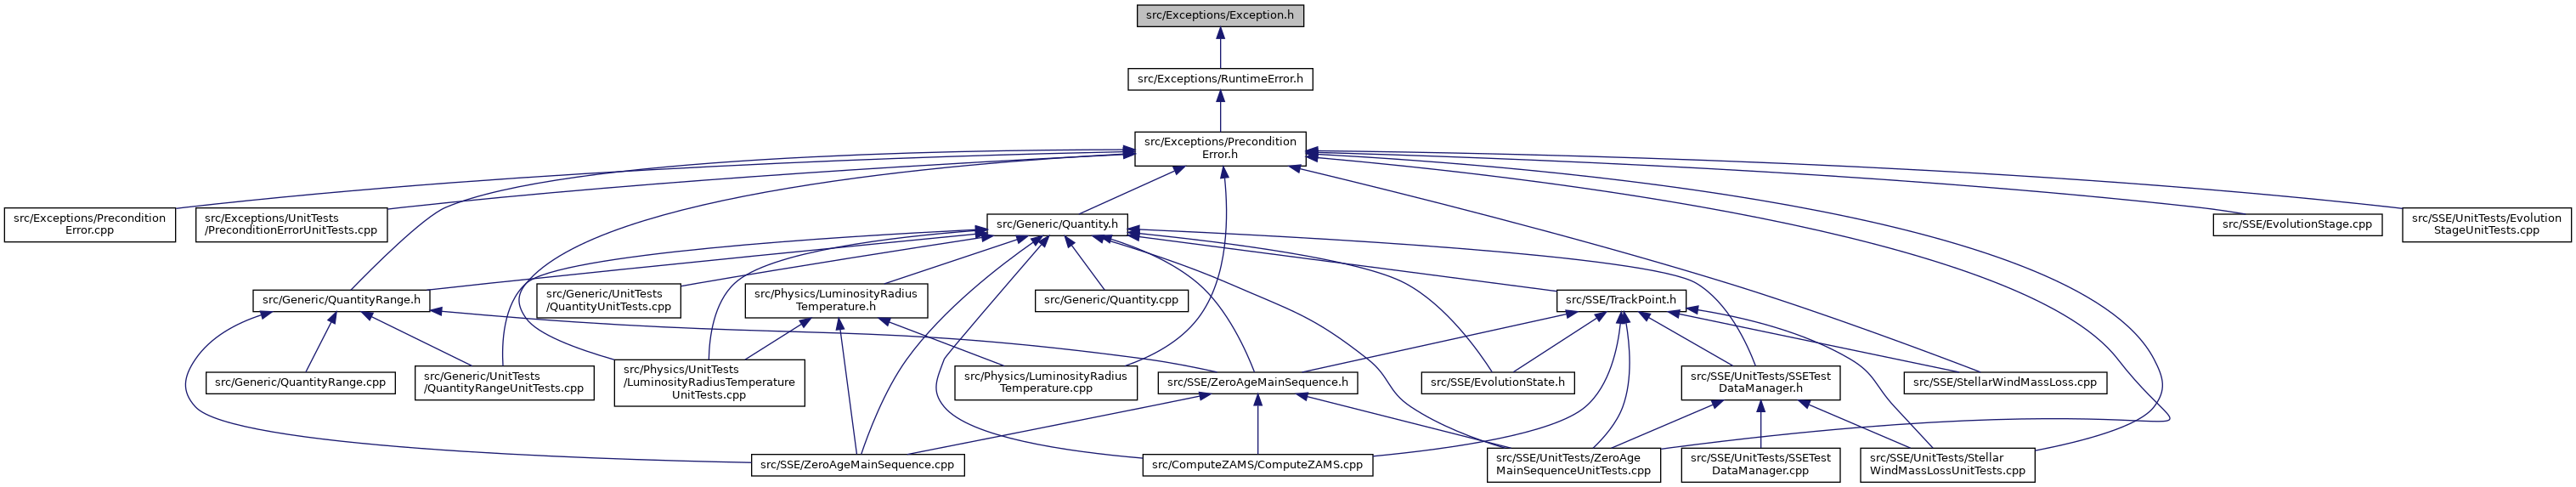 src/Exceptions/Exception.h
src/Exceptions/RuntimeError.h
src/Exceptions/Precondition
Error.h
src/Exceptions/Precondition
Error.cpp
src/Exceptions/UnitTests
/PreconditionErrorUnitTests.cpp
src/Generic/Quantity.h
src/SSE/EvolutionStage.cpp
src/SSE/UnitTests/Evolution
StageUnitTests.cpp
src/Generic/QuantityRange.h
src/Generic/UnitTests
/QuantityUnitTests.cpp
src/Physics/LuminosityRadius
Temperature.h
src/Generic/Quantity.cpp
src/SSE/TrackPoint.h
src/Generic/QuantityRange.cpp
src/Generic/UnitTests
/QuantityRangeUnitTests.cpp
src/Physics/UnitTests
/LuminosityRadiusTemperature
UnitTests.cpp
src/Physics/LuminosityRadius
Temperature.cpp
src/SSE/ZeroAgeMainSequence.h
src/SSE/EvolutionState.h
src/SSE/UnitTests/SSETest
DataManager.h
src/SSE/StellarWindMassLoss.cpp
src/SSE/ZeroAgeMainSequence.cpp
src/ComputeZAMS/ComputeZAMS.cpp
src/SSE/UnitTests/ZeroAge
MainSequenceUnitTests.cpp
src/SSE/UnitTests/SSETest
DataManager.cpp
src/SSE/UnitTests/Stellar
WindMassLossUnitTests.cpp